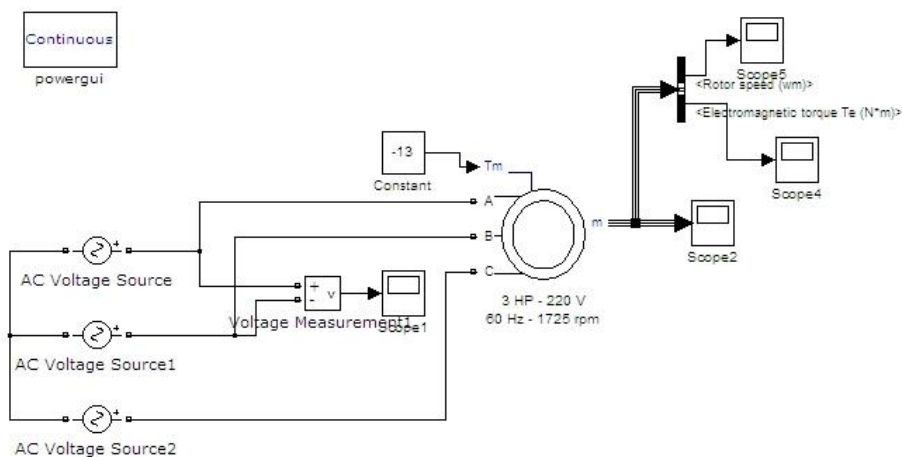 Continuous
powergui
Scope5
<Rotor speed (wm)>
<Electromagnetic torque Te (N*m)>
-13
Constant
Tm
Scope4
A
B
C
m
Scope2
AC Voltage Source
+
+
-
v
Scope1
Voltage Measurement1
3 HP - 220 V
60 Hz - 1725 rpm
+
AC Voltage Source1
+
AC Voltage Source2